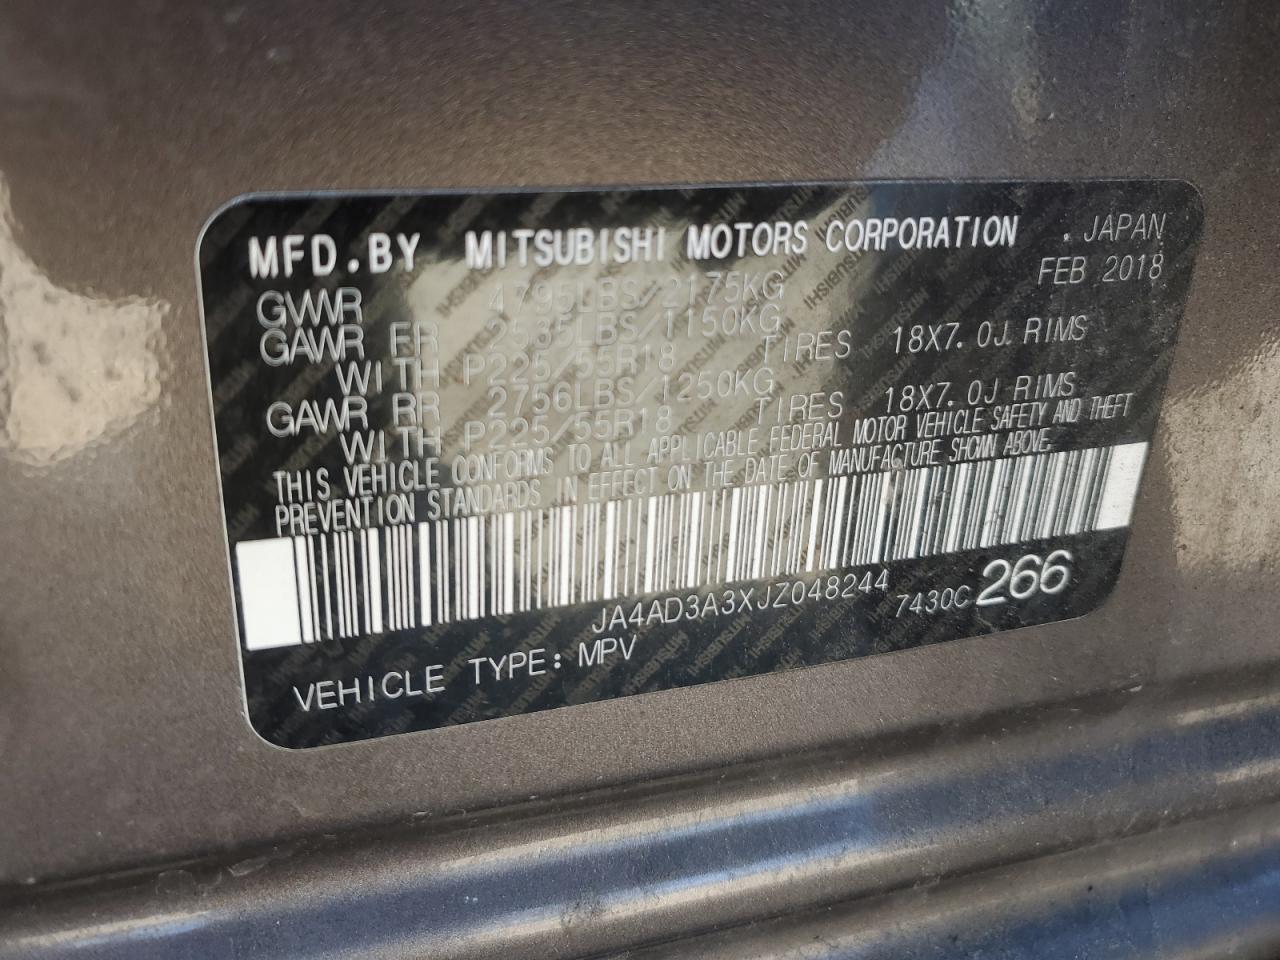 MFD.BY MITSUBISHI MOTORS CORPORATION . JAPAN
FEB 2018
GVWR 4795LBS/2175KG
GAWR FR 2535LBS/1150KG
WITH P225/55R18 TIRES 18X7.0J RIMS
GAWR RR 2756LBS/1250KG
WITH P225/55R18 TIRES 18X7.0J RIMS
THIS VEHICLE CONFORMS TO ALL APPLICABLE FEDERAL MOTOR VEHICLE SAFETY AND THEFT
PREVENTION STANDARDS IN EFFECT ON THE DATE OF MANUFACTURE SHOWN ABOVE.
JA4AD3A3XJZ048244 7430C 266
VEHICLE TYPE: MPV